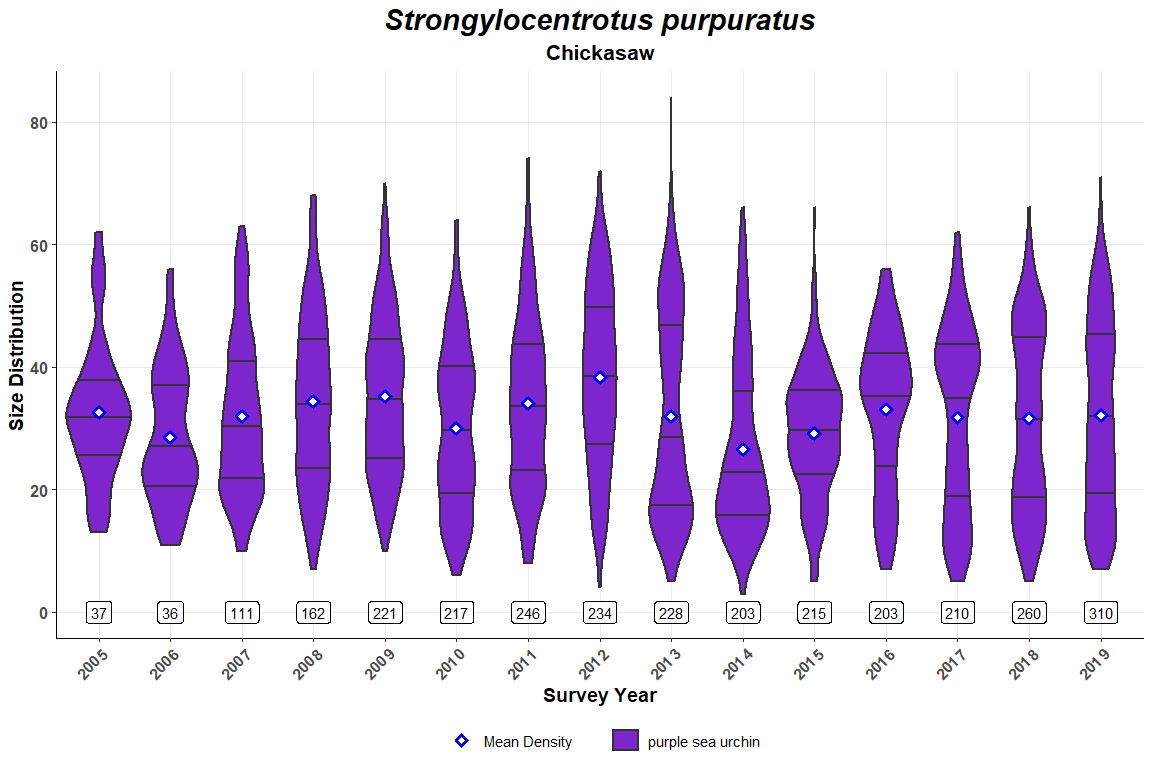 Strongylocentrotus purpuratus
Chickasaw
Size Distribution
80
60
40
20
0
37 36 111 162 221 217 246 234 228 203 215 203 210 260 310
2005 2006 2007 2008 2009 2010 2011 2012 2013 2014 2015 2016 2017 2018 2019
Survey Year
Mean Density purple sea urchin